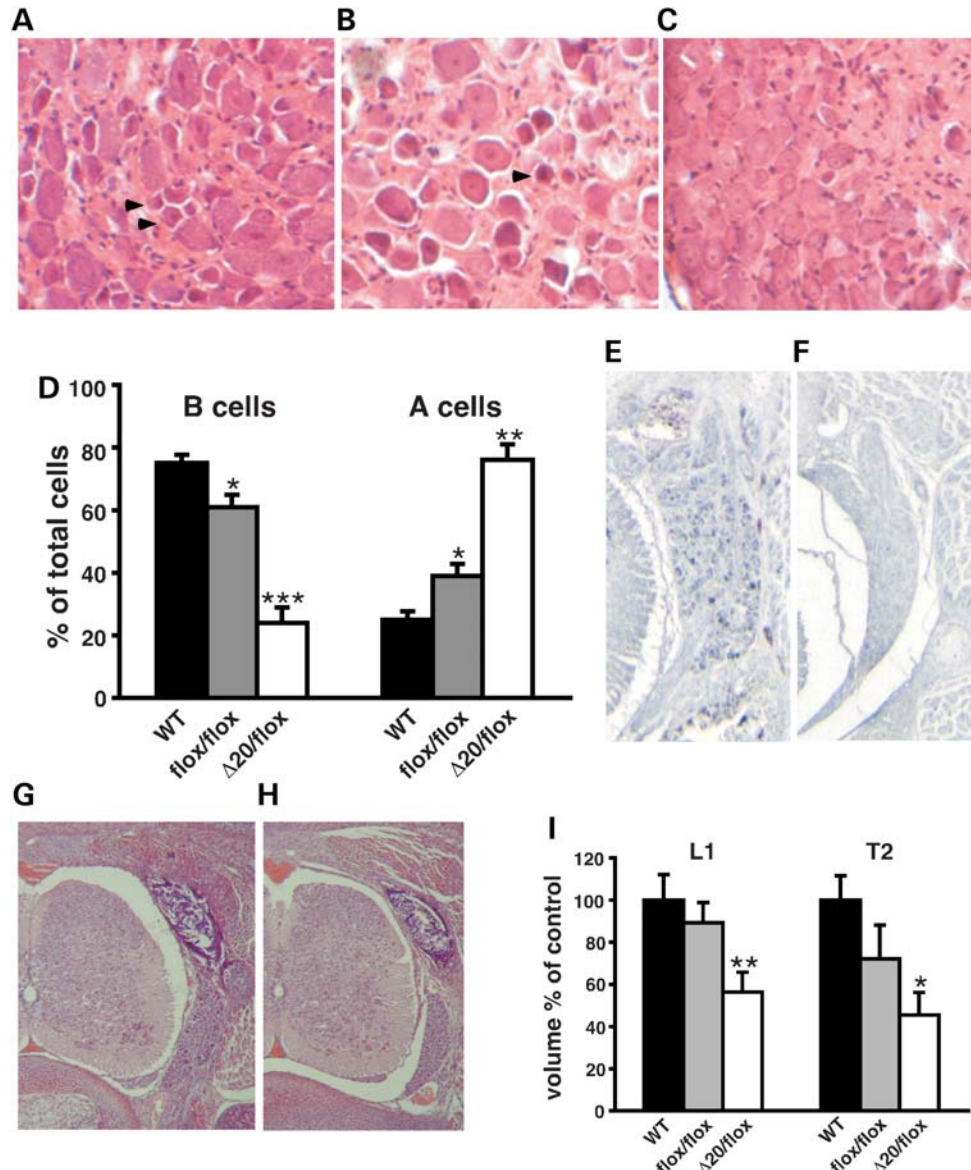 A
B
C
D
100
80
60
40
20
0
% of total cells
B cells
A cells
*
***
*
**
WT
flox/flox
Δ20/flox
WT
flox/flox
Δ20/flox
E
F
G
H
I
120
100
80
60
40
20
0
volume % of control
L1
T2
**
*
WT
flox/flox
Δ20/flox
WT
flox/flox
Δ20/flox